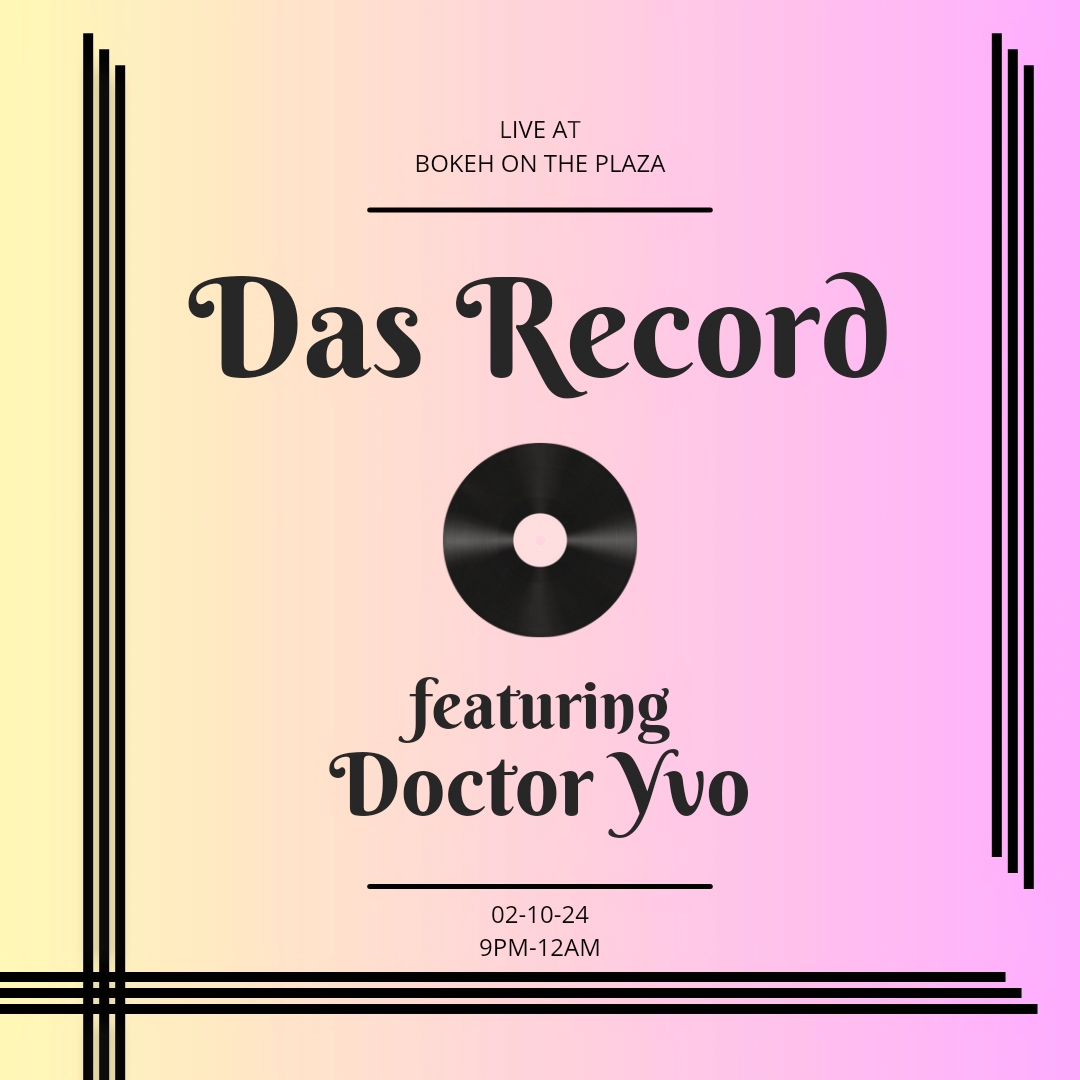 LIVE AT
BOKEH ON THE PLAZA
Das Record
featuring
Doctor Yvo
02-10-24
9PM-12AM